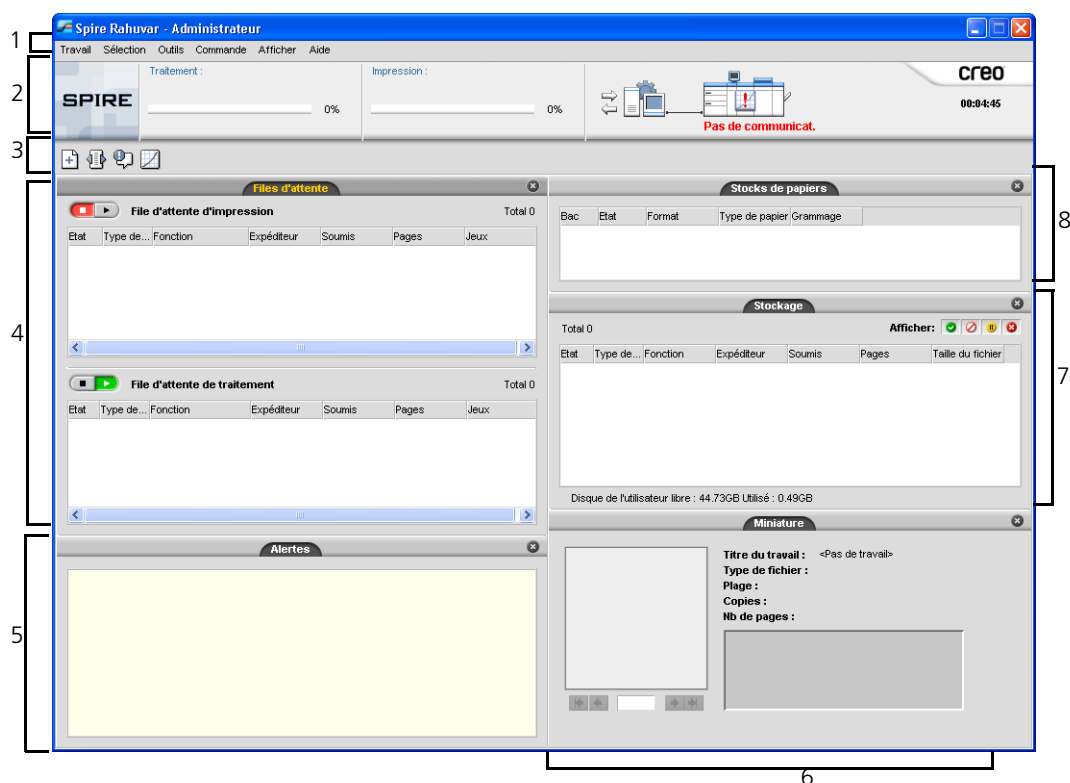 Spire Rahuvar - Administrateur
1
Travail Sélection Outils Commande Afficher Aide
2
SPIRE
Traitement :
0%
Impression :
0%
Pas de communicat.
creo
00:04:45
3
4
Files d'attente
File d'attente d'impression
Total 0
Etat Type de... Fonction Expéditeur Soumis Pages Jeux
File d'attente de traitement
Total 0
Etat Type de... Fonction Expéditeur Soumis Pages Jeux
5
Alertes
Stocks de papiers
8
Bac Etat Format Type de papier Grammage
Stockage
7
Total 0
Afficher:
Etat Type de... Fonction Expéditeur Soumis Pages Taille du fichier
Disque de l'utilisateur libre : 44.73GB Utilisé : 0.49GB
Miniature
Titre du travail : <Pas de travail>
Type de fichier :
Plage :
Copies :
Nb de pages :
6